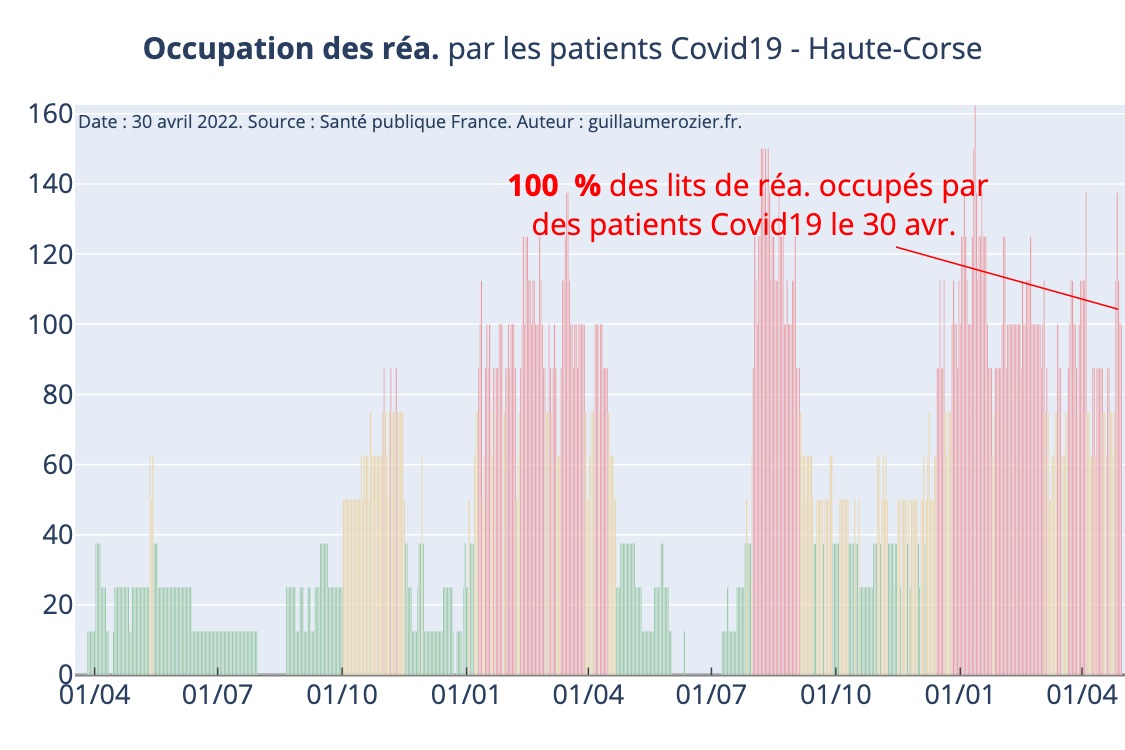 Occupation des réa. par les patients Covid19 - Haute-Corse
160
Date : 30 avril 2022. Source : Santé publique France. Auteur : guillaumerozier.fr.
140
100 % des lits de réa. occupés par
des patients Covid19 le 30 avr.
120
100
80
60
40
20
0
01/04 01/07 01/10 01/01 01/04 01/07 01/10 01/01 01/04